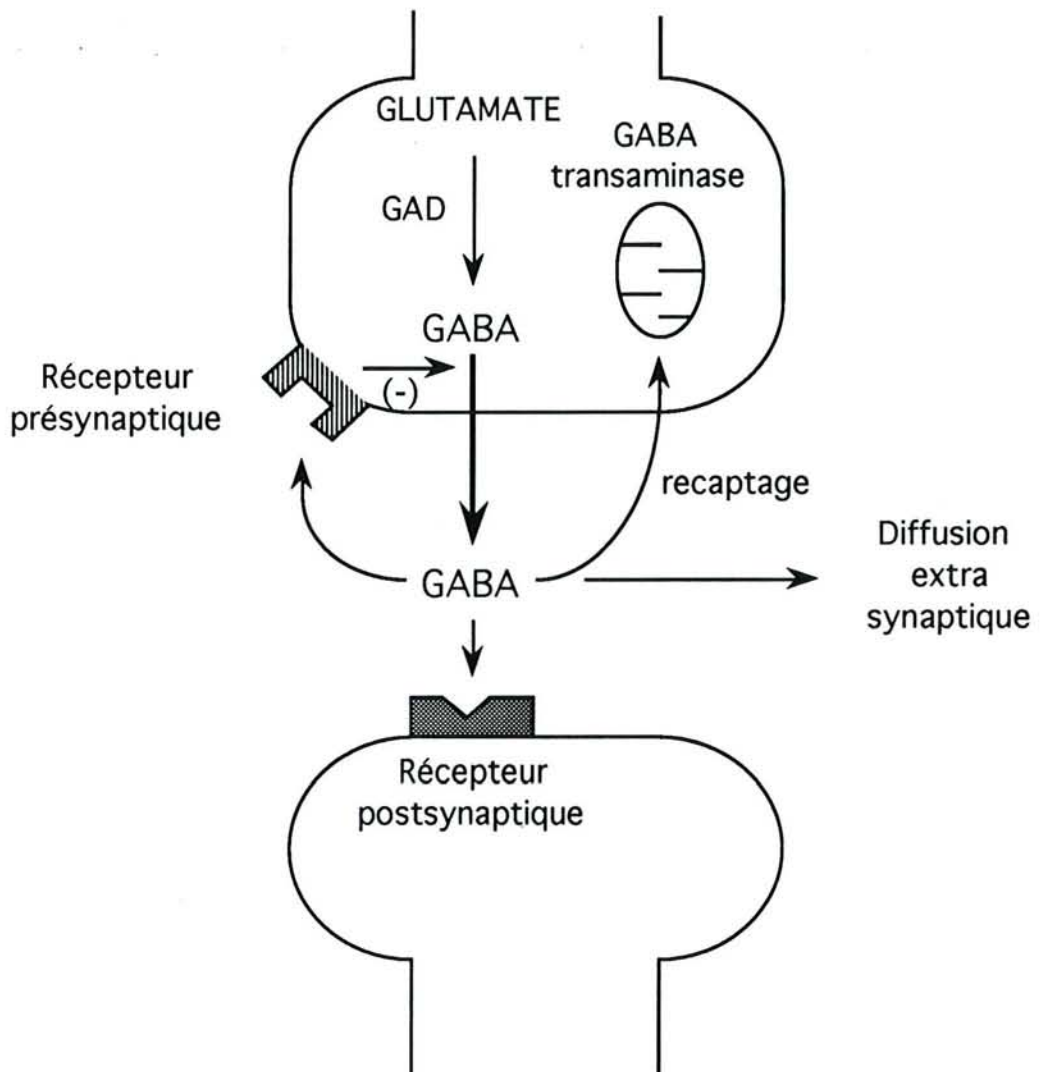 GLUTAMATE
GABA
transaminase
GAD
GABA
Récepteur
présynaptique
(-)
recaptage
Diffusion
extra
synaptique
GABA
Récepteur
postsynaptique